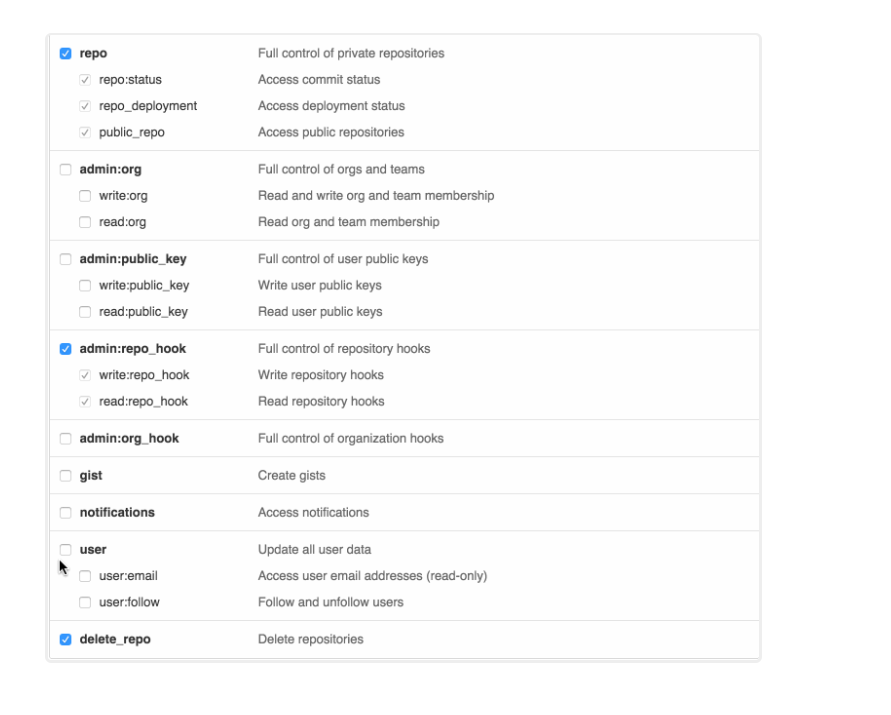 repo Full control of private repositories
repo:status Access commit status
repo_deployment Access deployment status
public_repo Access public repositories
admin:org Full control of orgs and teams
write:org Read and write org and team membership
read:org Read org and team membership
admin:public_key Full control of user public keys
write:public_key Write user public keys
read:public_key Read user public keys
admin:repo_hook Full control of repository hooks
write:repo_hook Write repository hooks
read:repo_hook Read repository hooks
admin:org_hook Full control of organization hooks
gist Create gists
notifications Access notifications
user Update all user data
user:email Access user email addresses (read-only)
user:follow Follow and unfollow users
delete_repo Delete repositories